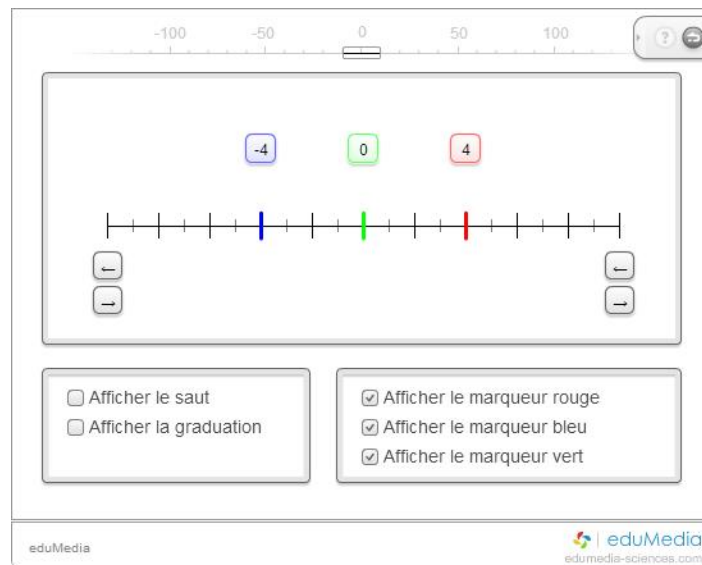 -100 -50 0 50 100
?
-4 0 4
← ←
→ →
Afficher le saut
Afficher la graduation
Afficher le marqueur rouge
Afficher le marqueur bleu
Afficher le marqueur vert
eduMedia
eduMedia
edumedia-sciences.com